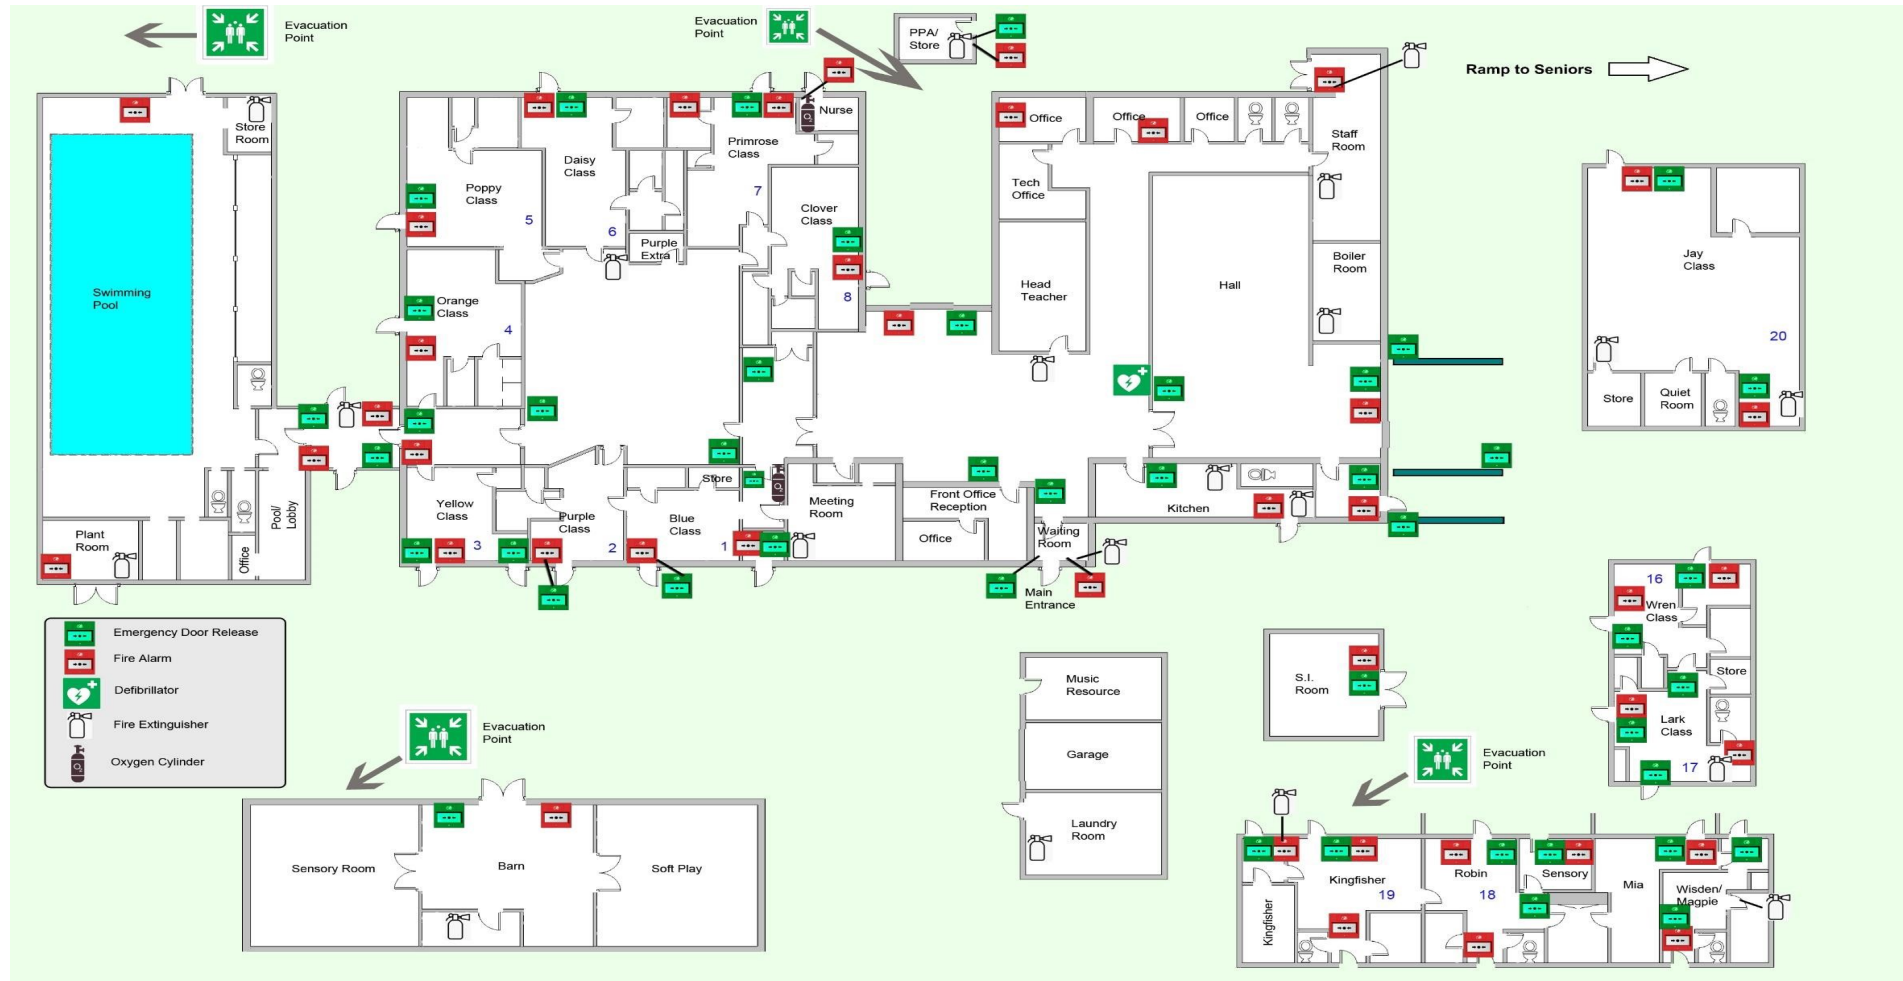 Evacuation
Point
Evacuation
Point
PPA/
Store
Ramp to Seniors
Store
Room
Swimming
Pool
Plant
Room
Office
Pool/
Lobby
Poppy
Class
5
Daisy
Class
6
Purple
Extra
Primrose
Class
7
Nurse
Clover
Class
8
Orange
Class
4
Yellow
Class
3
Purple
Class
2
Blue
Class
1
Store
Meeting
Room
Front Office
Reception
Office
Waiting
Room
Main
Entrance
Kitchen
Office
Office
Office
Tech
Office
Head
Teacher
Hall
Staff
Room
Boiler
Room
Jay
Class
20
Store
Quiet
Room
Emergency Door Release
Fire Alarm
Defibrillator
Fire Extinguisher
O₂
Oxygen Cylinder
Evacuation
Point
Sensory Room
Barn
Soft Play
Music
Resource
Garage
Laundry
Room
S.I.
Room
16
Wren
Class
Store
Lark
Class
17
Evacuation
Point
Kingfisher
Kingfisher
19
Robin
18
Sensory
Mia
Wisden/
Magpie